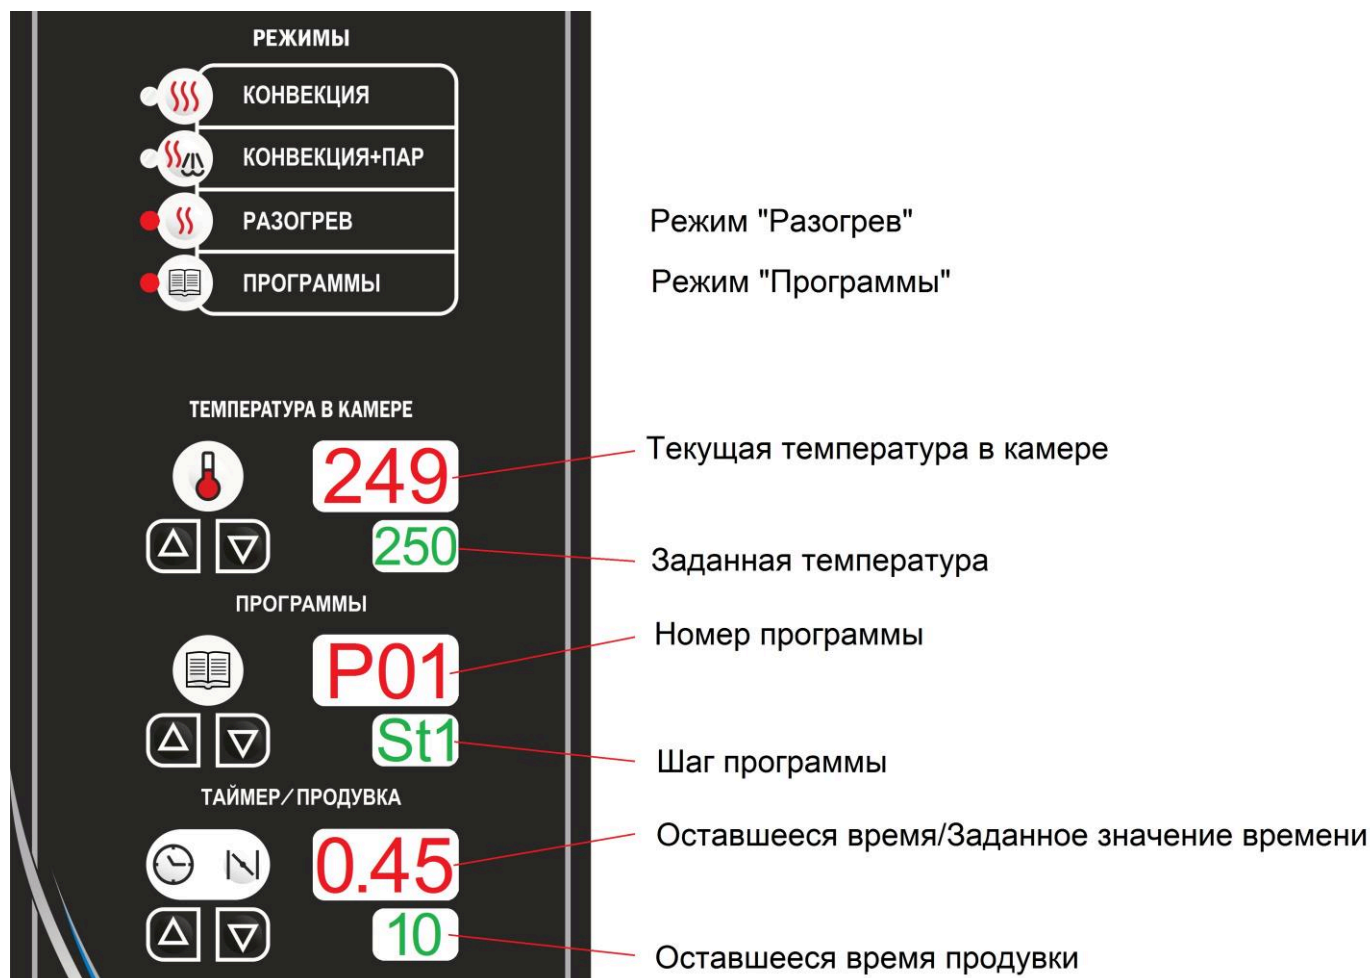 РЕЖИМЫ
КОНВЕКЦИЯ
КОНВЕКЦИЯ+ПАР
РАЗОГРЕВ
Режим "Разогрев"
ПРОГРАММЫ
Режим "Программы"
ТЕМПЕРАТУРА В КАМЕРЕ
249
Текущая температура в камере
250
Заданная температура
ПРОГРАММЫ
P01
Номер программы
St1
Шаг программы
ТАЙМЕР/ПРОДУВКА
0.45
Оставшееся время/Заданное значение времени
10
Оставшееся время продувки